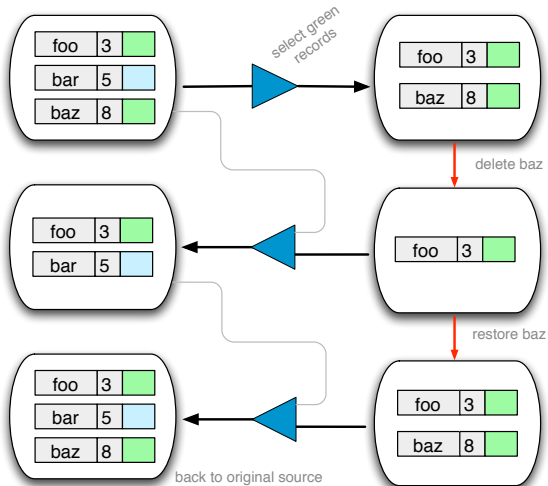 foo 3
bar 5
baz 8
select green
records
foo 3
baz 8
delete baz
foo 3
bar 5
foo 3
restore baz
foo 3
bar 5
baz 8
foo 3
baz 8
back to original source